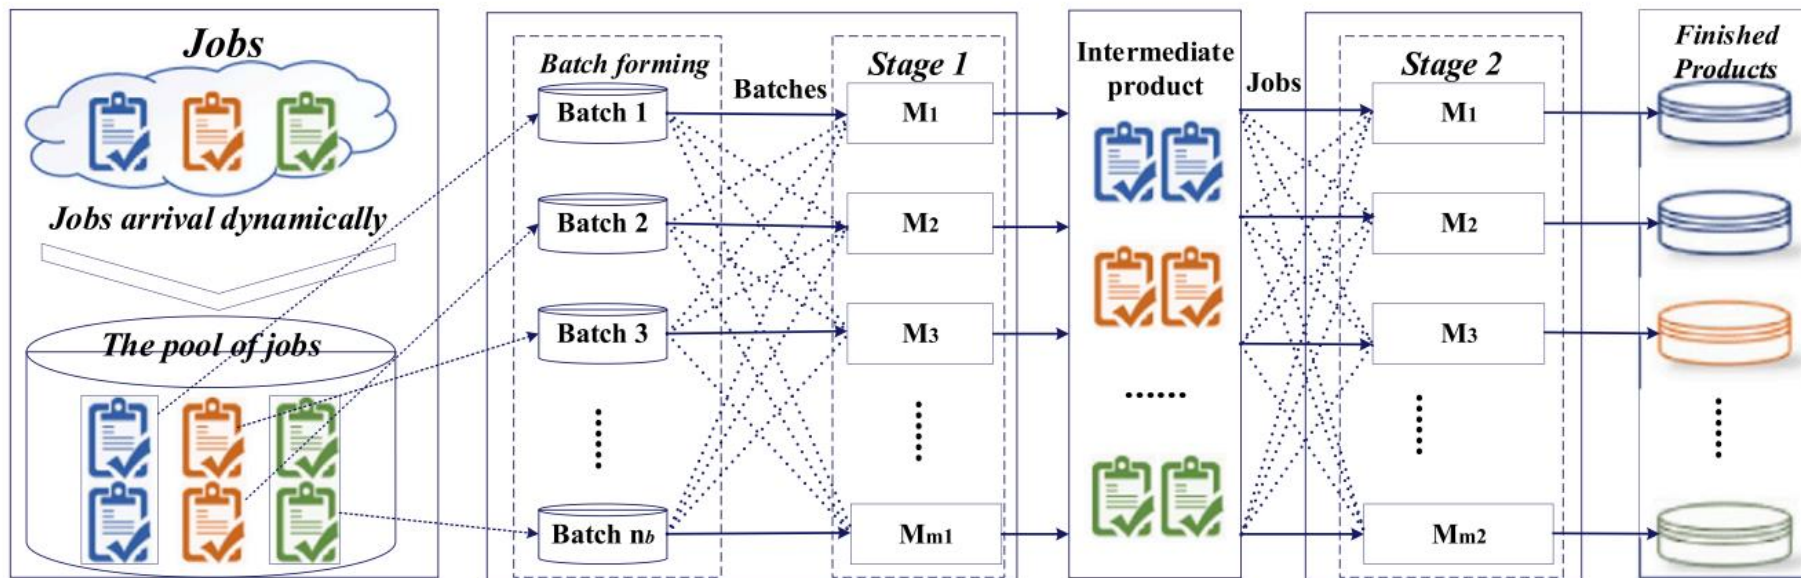 Jobs
Jobs arrival dynamically
The pool of jobs
Batch forming
Batch 1
Batch 2
Batch 3
Batch nb
Batches
Stage 1
M1
M2
M3
Mm1
Intermediate
product
Jobs
Stage 2
M1
M2
M3
Mm2
Finished
Products